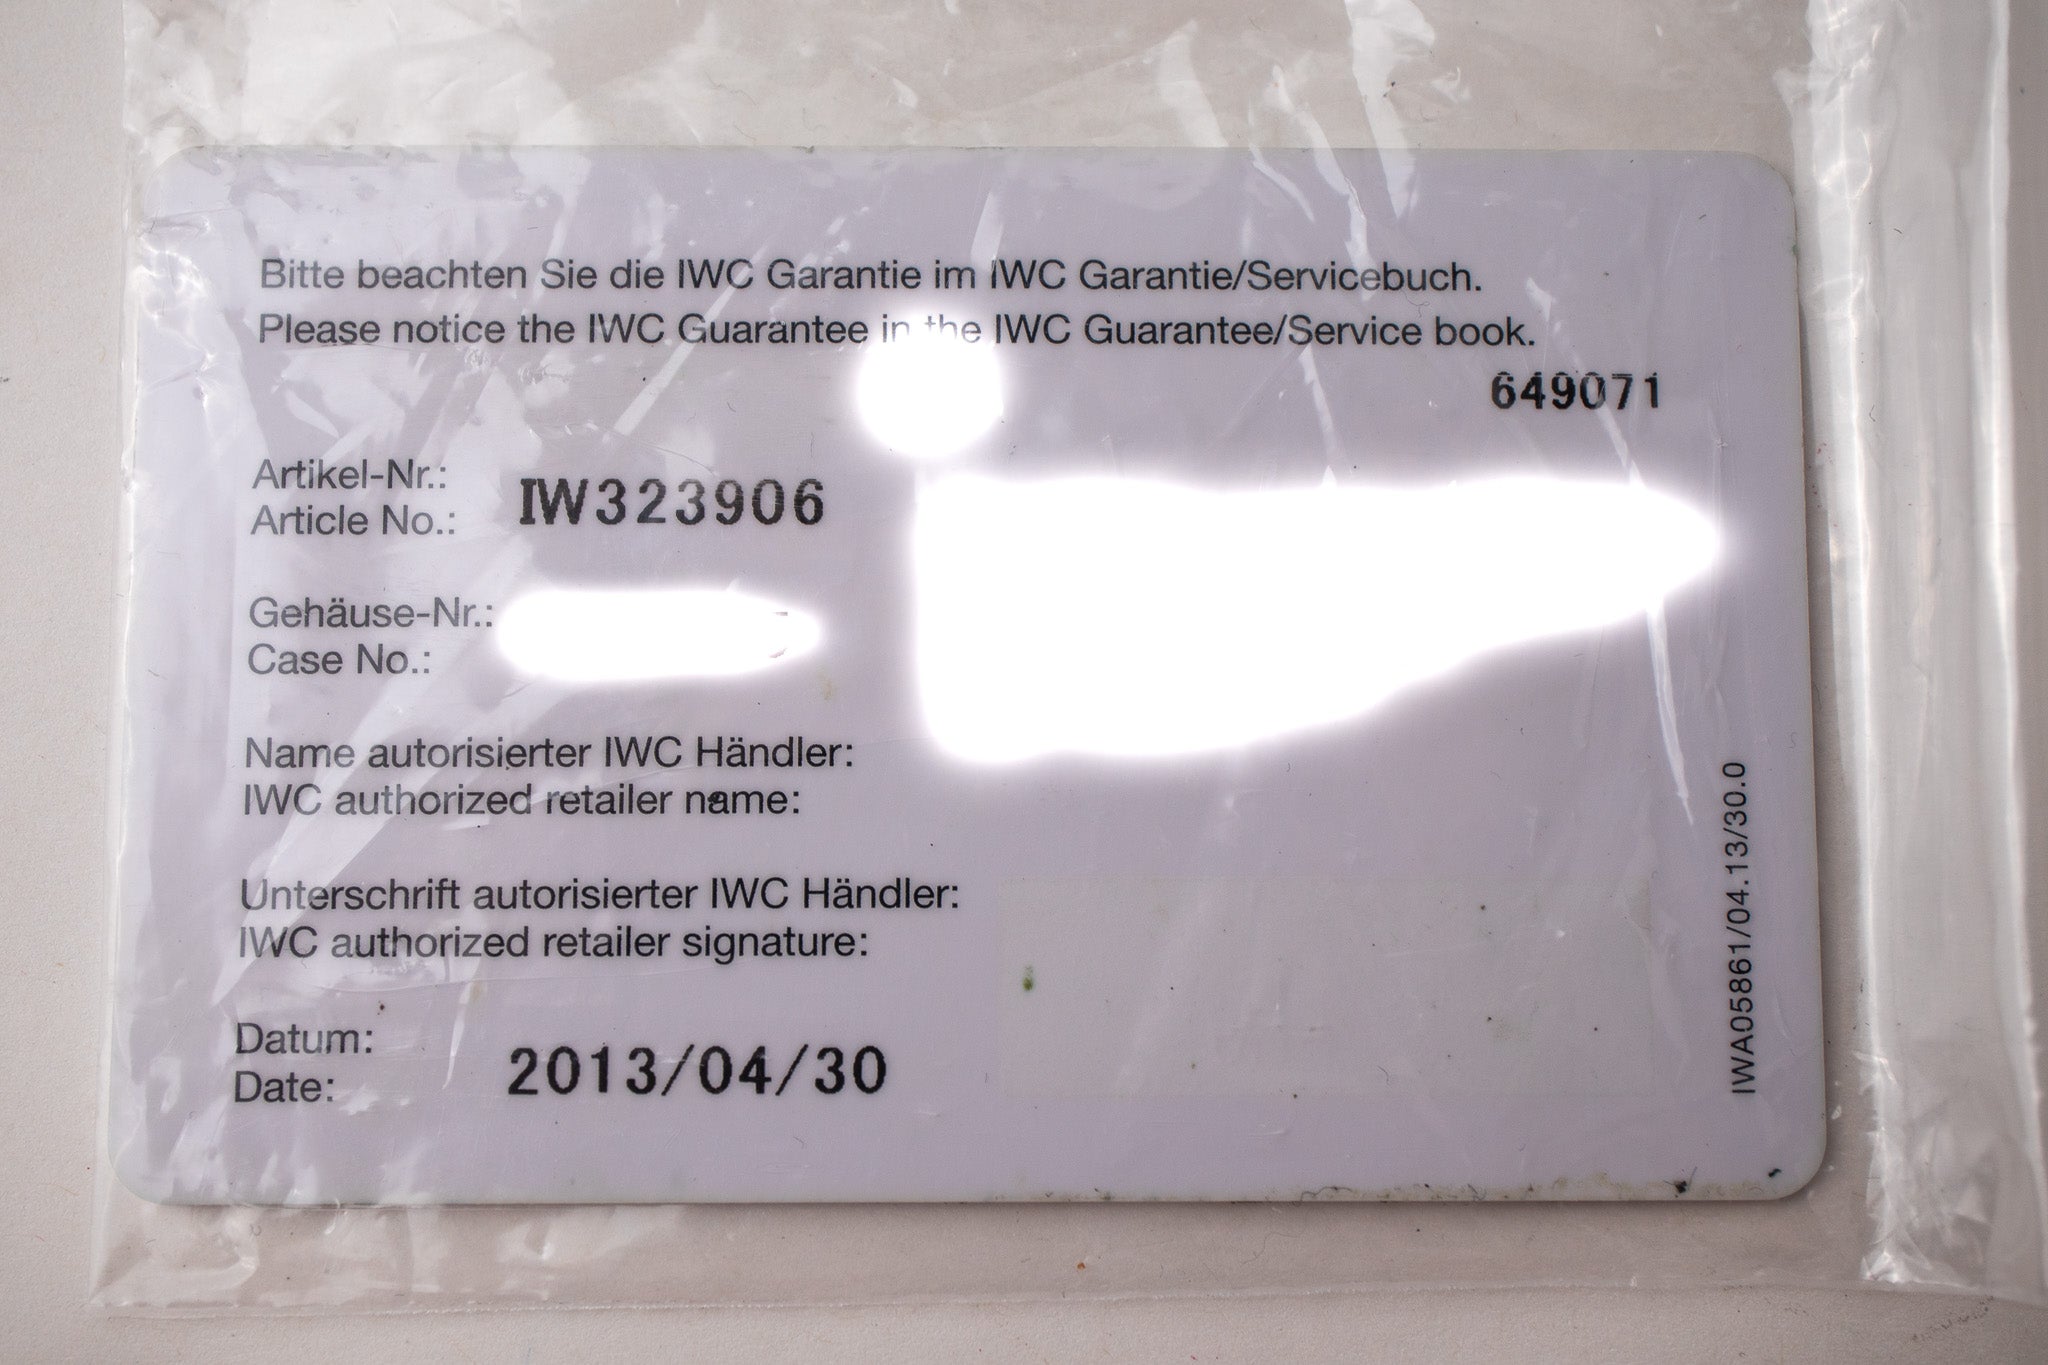 Bitte beachten Sie die IWC Garantie im IWC Garantie/Servicebuch.
Please notice the IWC Guarantee in the IWC Guarantee/Service book.
649071
Artikel-Nr.:
Article No.:
IW323906
Gehäuse-Nr.:
Case No.:
Name autorisierter IWC Händler:
IWC authorized retailer name:
Unterschrift autorisierter IWC Händler:
IWC authorized retailer signature:
Datum:
Date:
2013/04/30
IWA05861/04.13/30.0